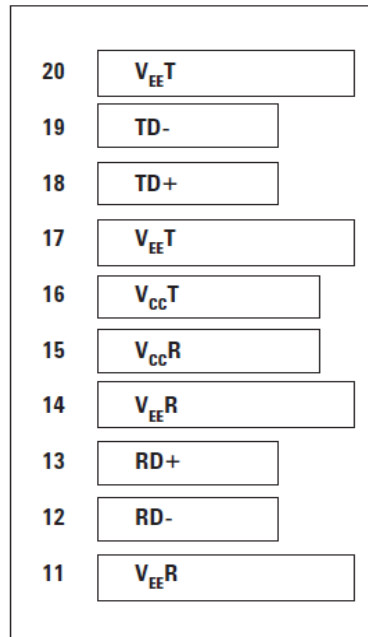 20 VEET
19 TD-
18 TD+
17 VEET
16 VCCT
15 VCCR
14 VEER
13 RD+
12 RD-
11 VEER